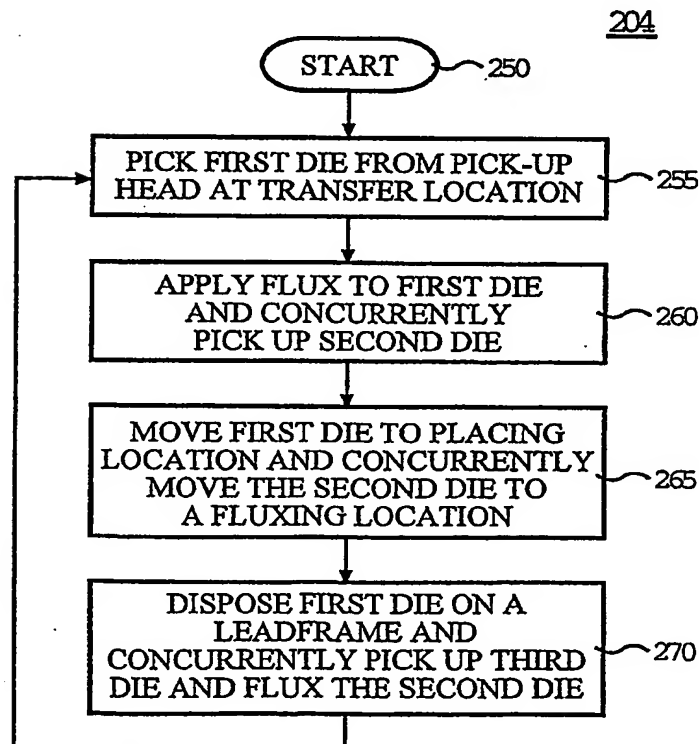 204
START
250
PICK FIRST DIE FROM PICK-UP
HEAD AT TRANSFER LOCATION
255
APPLY FLUX TO FIRST DIE
AND CONCURRENTLY
PICK UP SECOND DIE
260
MOVE FIRST DIE TO PLACING
LOCATION AND CONCURRENTLY
MOVE THE SECOND DIE TO
A FLUXING LOCATION
265
DISPOSE FIRST DIE ON A
LEADFRAME AND
CONCURRENTLY PICK UP THIRD
DIE AND FLUX THE SECOND DIE
270